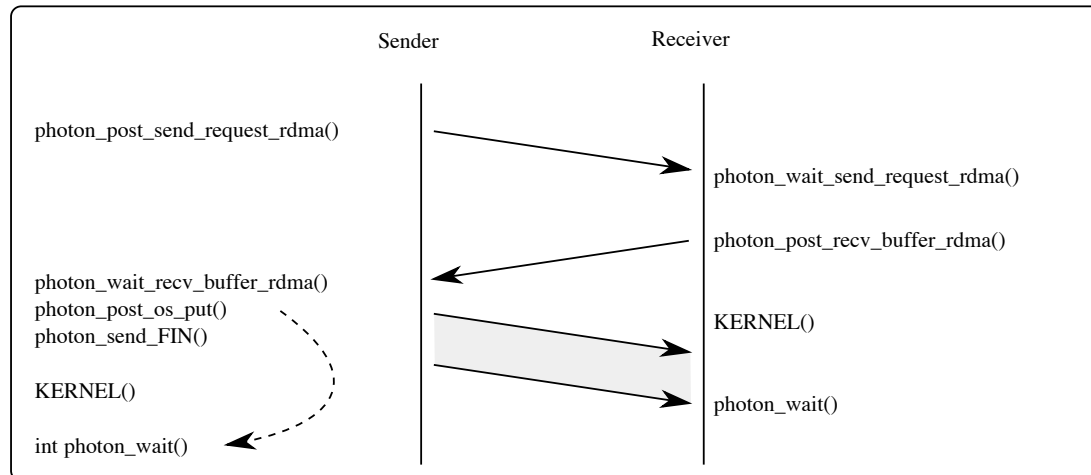 Sender
Receiver
photon_post_send_request_rdma()
photon_wait_send_request_rdma()
photon_post_recv_buffer_rdma()
photon_wait_recv_buffer_rdma()
photon_post_os_put()
KERNEL()
photon_send_FIN()
KERNEL()
photon_wait()
int photon_wait()